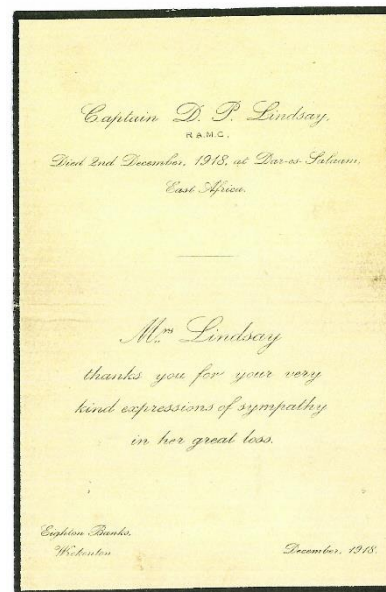 Captain D. P. Lindsay,
R.A.M.C.,
Died 2nd December, 1918, at Dar-es-Salaam,
East Africa.
Mrs Lindsay
thanks you for your very
kind expressions of sympathy
in her great loss.
Eighton Banks,
Wrekenton
December, 1918.